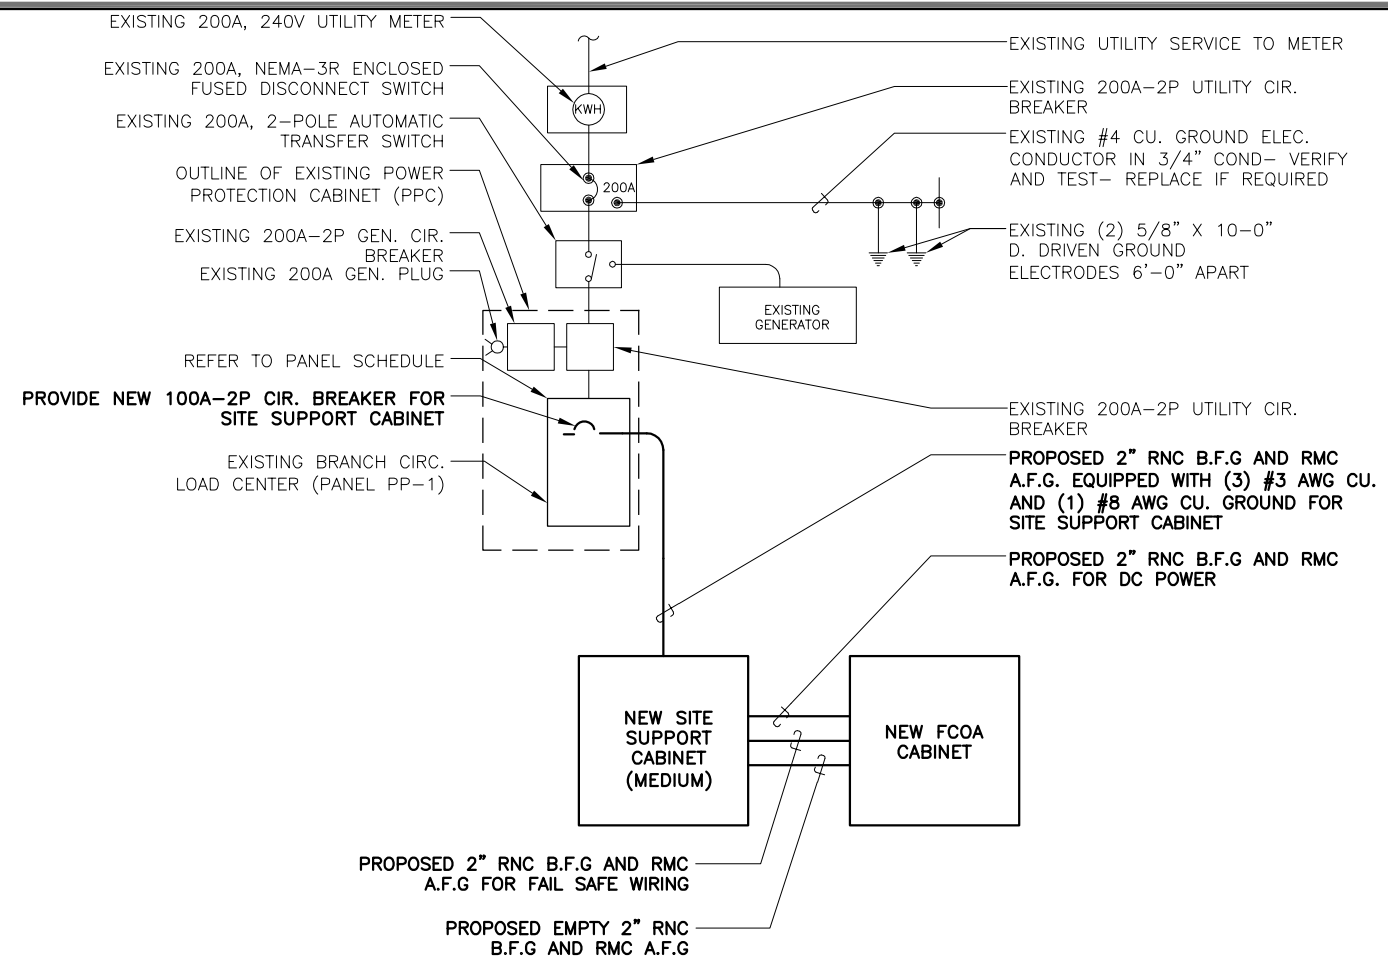 EXISTING 200A, 240V UTILITY METER
EXISTING 200A, NEMA-3R ENCLOSED
FUSED DISCONNECT SWITCH
EXISTING 200A, 2-POLE AUTOMATIC
TRANSFER SWITCH
OUTLINE OF EXISTING POWER
PROTECTION CABINET (PPC)
EXISTING 200A-2P GEN. CIR.
BREAKER
EXISTING 200A GEN. PLUG
REFER TO PANEL SCHEDULE
PROVIDE NEW 100A-2P CIR. BREAKER FOR
SITE SUPPORT CABINET
EXISTING BRANCH CIRC.
LOAD CENTER (PANEL PP-1)
KWH
200A
EXISTING
GENERATOR
EXISTING UTILITY SERVICE TO METER
EXISTING 200A-2P UTILITY CIR.
BREAKER
EXISTING #4 CU. GROUND ELEC.
CONDUCTOR IN 3/4" COND- VERIFY
AND TEST- REPLACE IF REQUIRED
EXISTING (2) 5/8" X 10-0"
D. DRIVEN GROUND
ELECTRODES 6'-0" APART
EXISTING 200A-2P UTILITY CIR.
BREAKER
PROPOSED 2" RNC B.F.G AND RMC
A.F.G. EQUIPPED WITH (3) #3 AWG CU.
AND (1) #8 AWG CU. GROUND FOR
SITE SUPPORT CABINET
PROPOSED 2" RNC B.F.G AND RMC
A.F.G. FOR DC POWER
NEW SITE
SUPPORT
CABINET
(MEDIUM)
NEW FCOA
CABINET
PROPOSED 2" RNC B.F.G AND RMC
A.F.G FOR FAIL SAFE WIRING
PROPOSED EMPTY 2" RNC
B.F.G AND RMC A.F.G